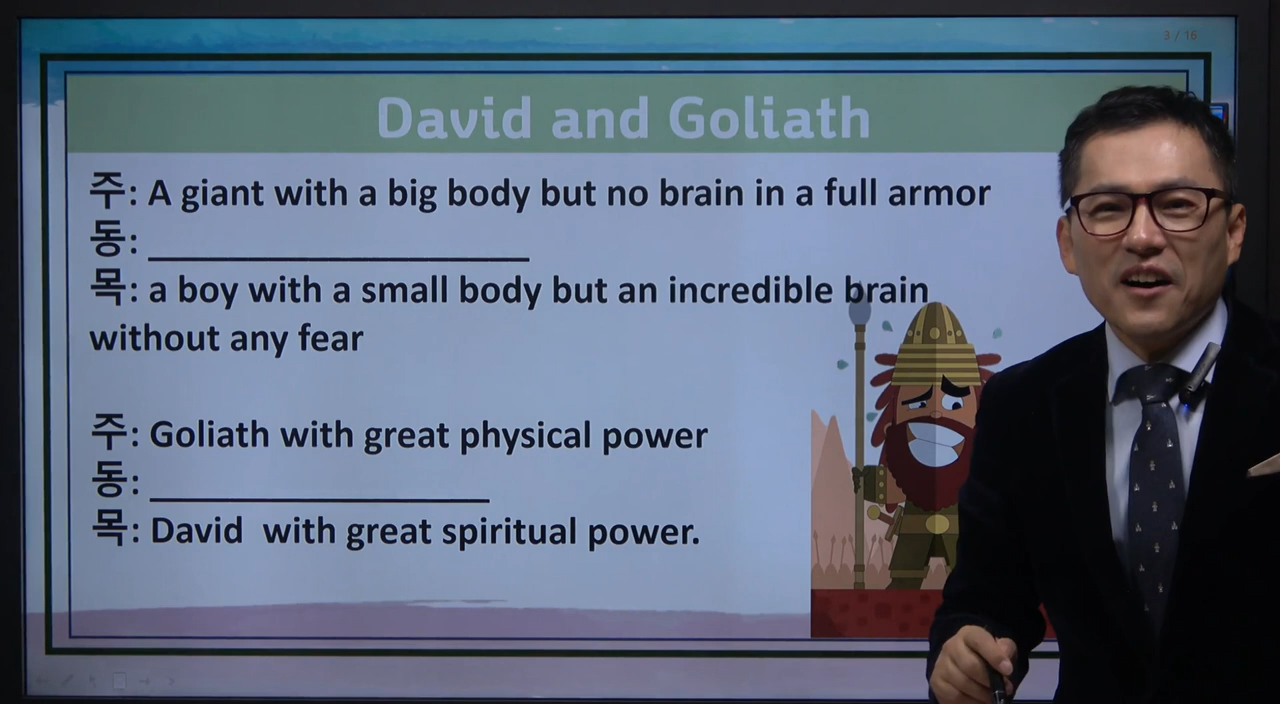 3 / 16
David and Goliath
주: A giant with a big body but no brain in a full armor
동: ____________________
목: a boy with a small body but an incredible brain
without any fear
주: Goliath with great physical power
동: __________________
목: David with great spiritual power.